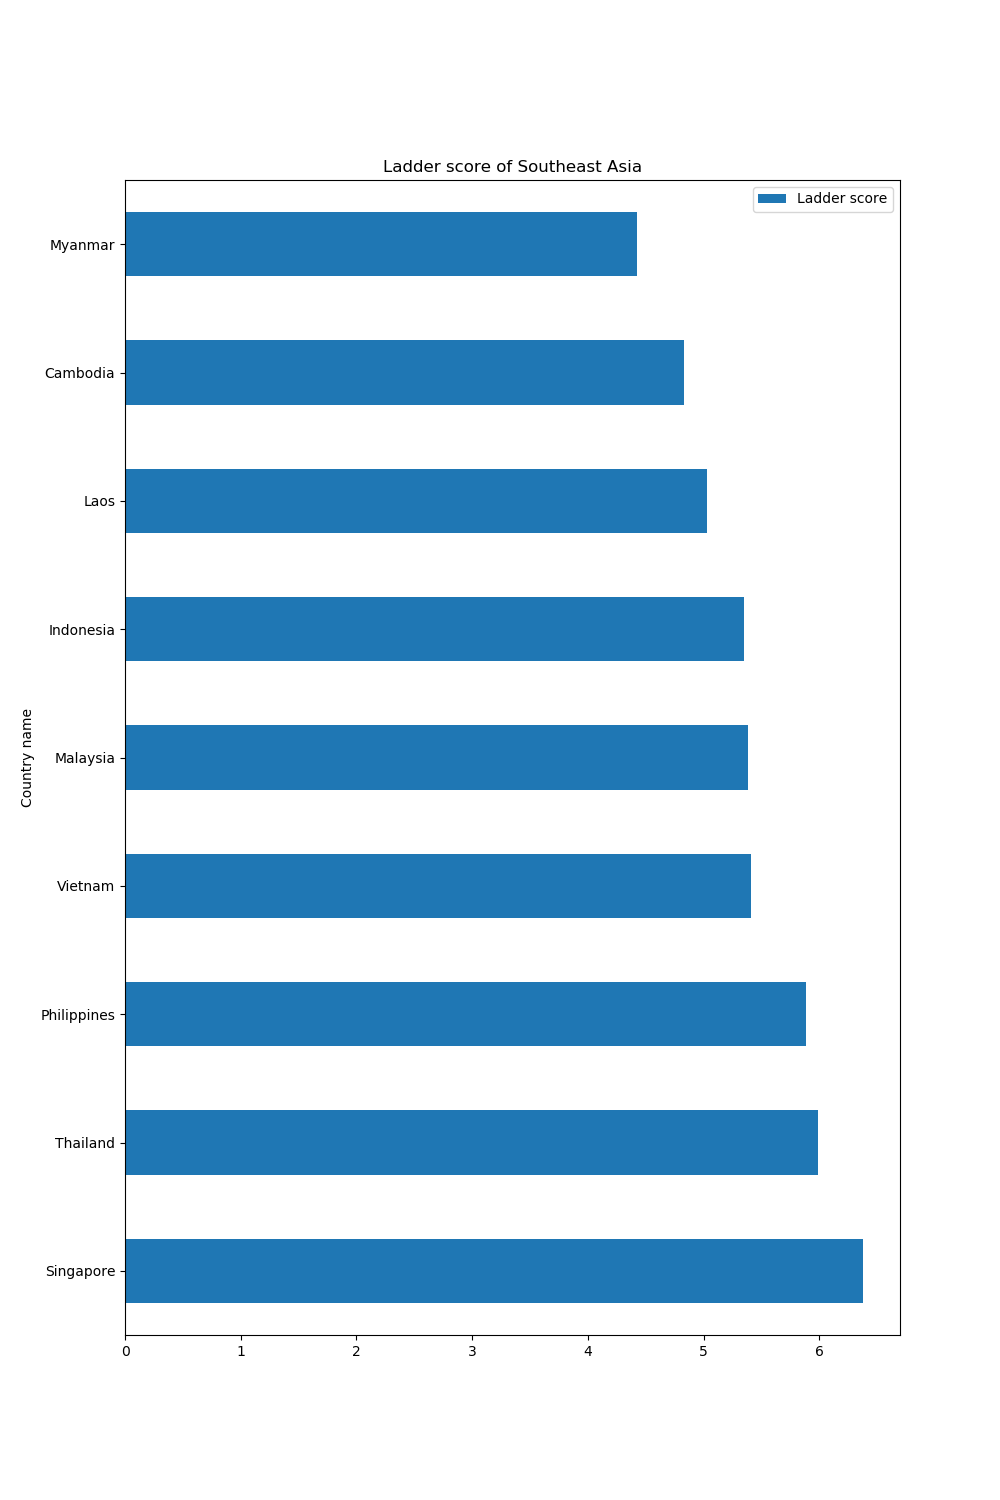 Ladder score of Southeast Asia
Ladder score
Myanmar
Cambodia
Laos
Indonesia
Malaysia
Vietnam
Philippines
Thailand
Singapore
Country name
0 1 2 3 4 5 6